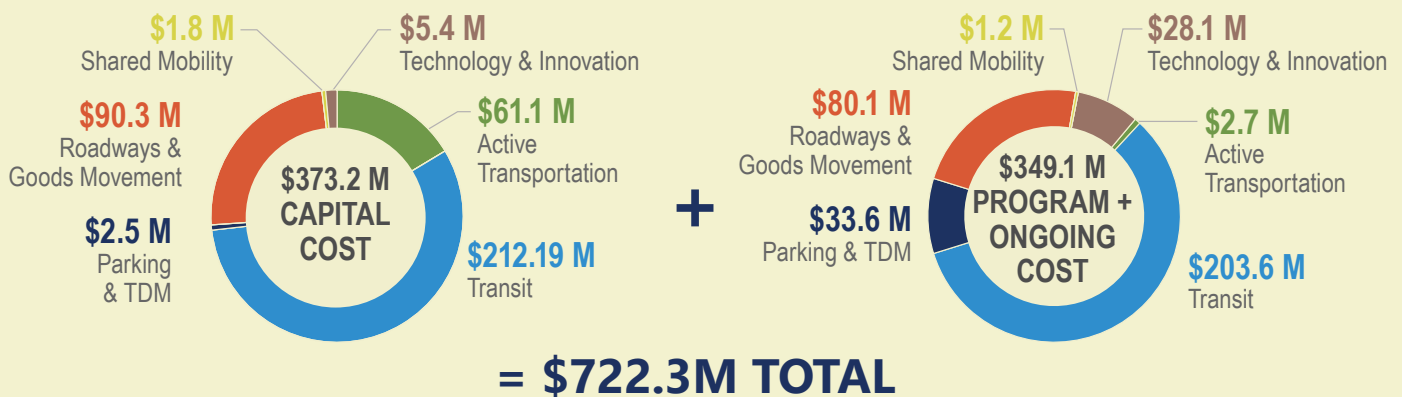 $1.8 M
Shared Mobility
$5.4 M
Technology & Innovation
$90.3 M
Roadways &
Goods Movement
$61.1 M
Active
Transportation
$373.2 M
CAPITAL
COST
$2.5 M
Parking
& TDM
$212.19 M
Transit
+
$1.2 M
Shared Mobility
$28.1 M
Technology & Innovation
$80.1 M
Roadways &
Goods Movement
$2.7 M
Active
Transportation
$349.1 M
PROGRAM +
ONGOING
COST
$33.6 M
Parking & TDM
$203.6 M
Transit
= $722.3M TOTAL